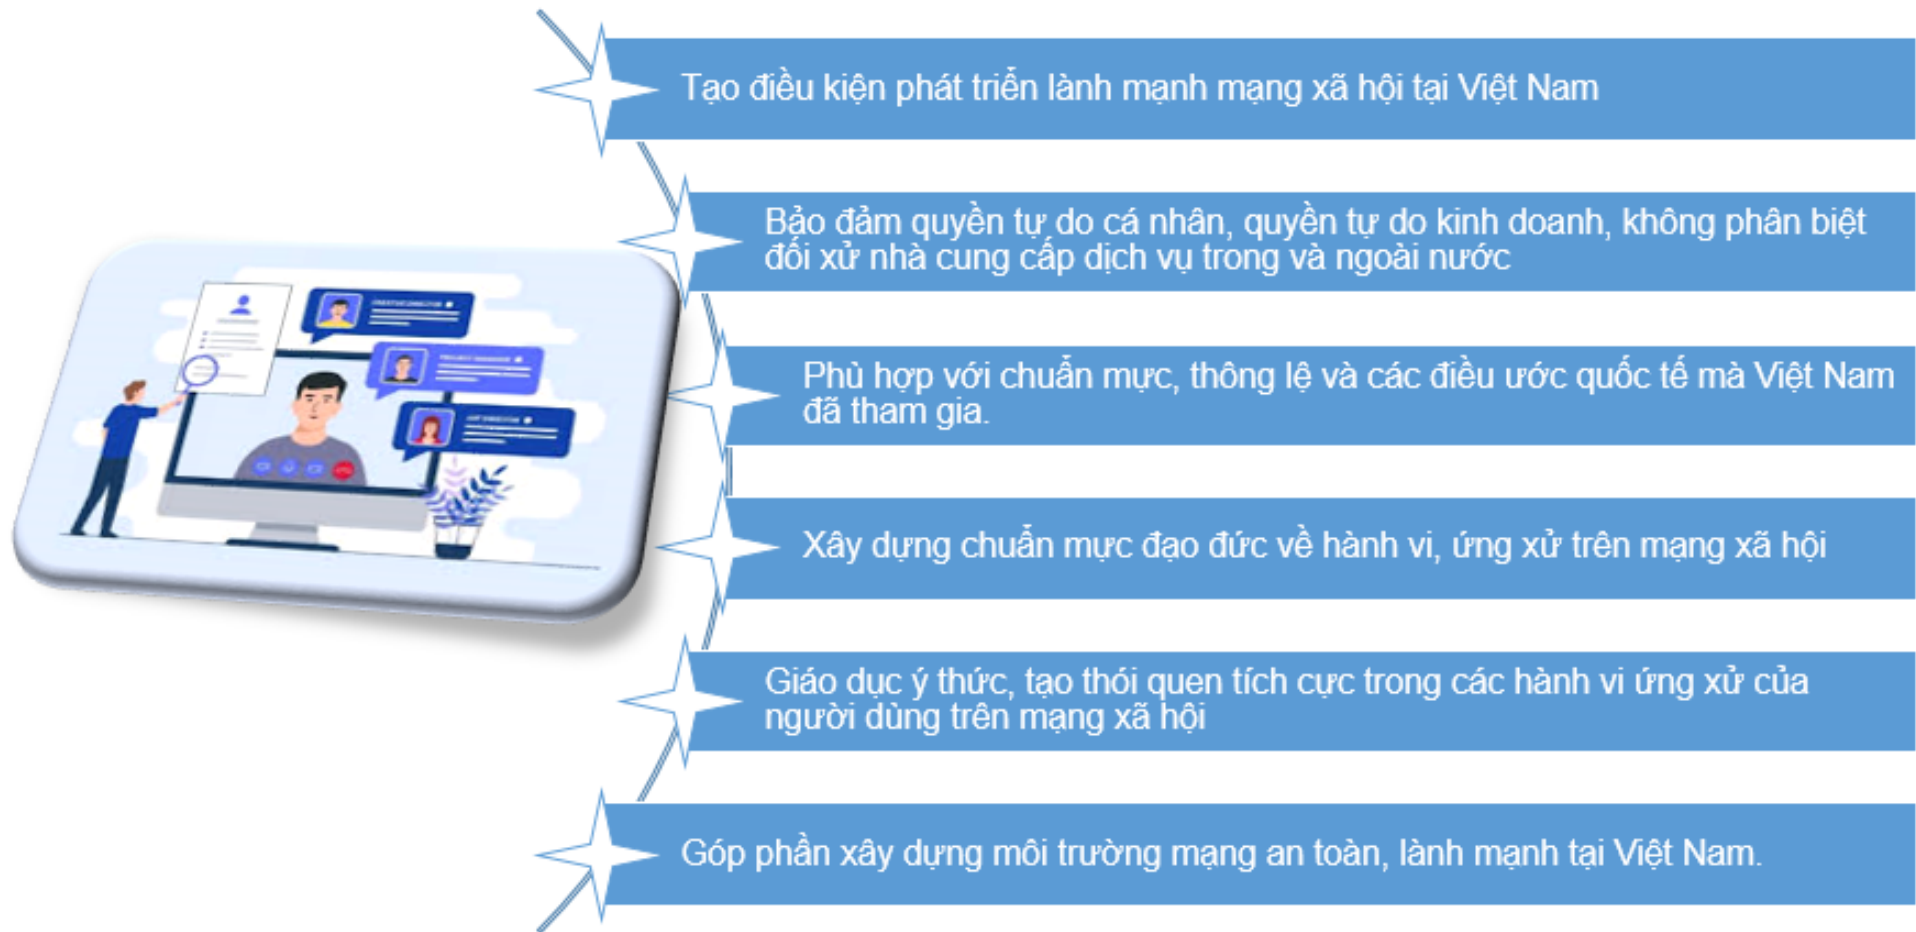 Tạo điều kiện phát triển lành mạnh mạng xã hội tại Việt Nam
Bảo đảm quyền tự do cá nhân, quyền tự do kinh doanh, không phân biệt
đối xử nhà cung cấp dịch vụ trong và ngoài nước
Phù hợp với chuẩn mực, thông lệ và các điều ước quốc tế mà Việt Nam
đã tham gia.
Xây dựng chuẩn mực đạo đức về hành vi, ứng xử trên mạng xã hội
Giáo dục ý thức, tạo thói quen tích cực trong các hành vi ứng xử của
người dùng trên mạng xã hội
Góp phần xây dựng môi trường mạng an toàn, lành mạnh tại Việt Nam.